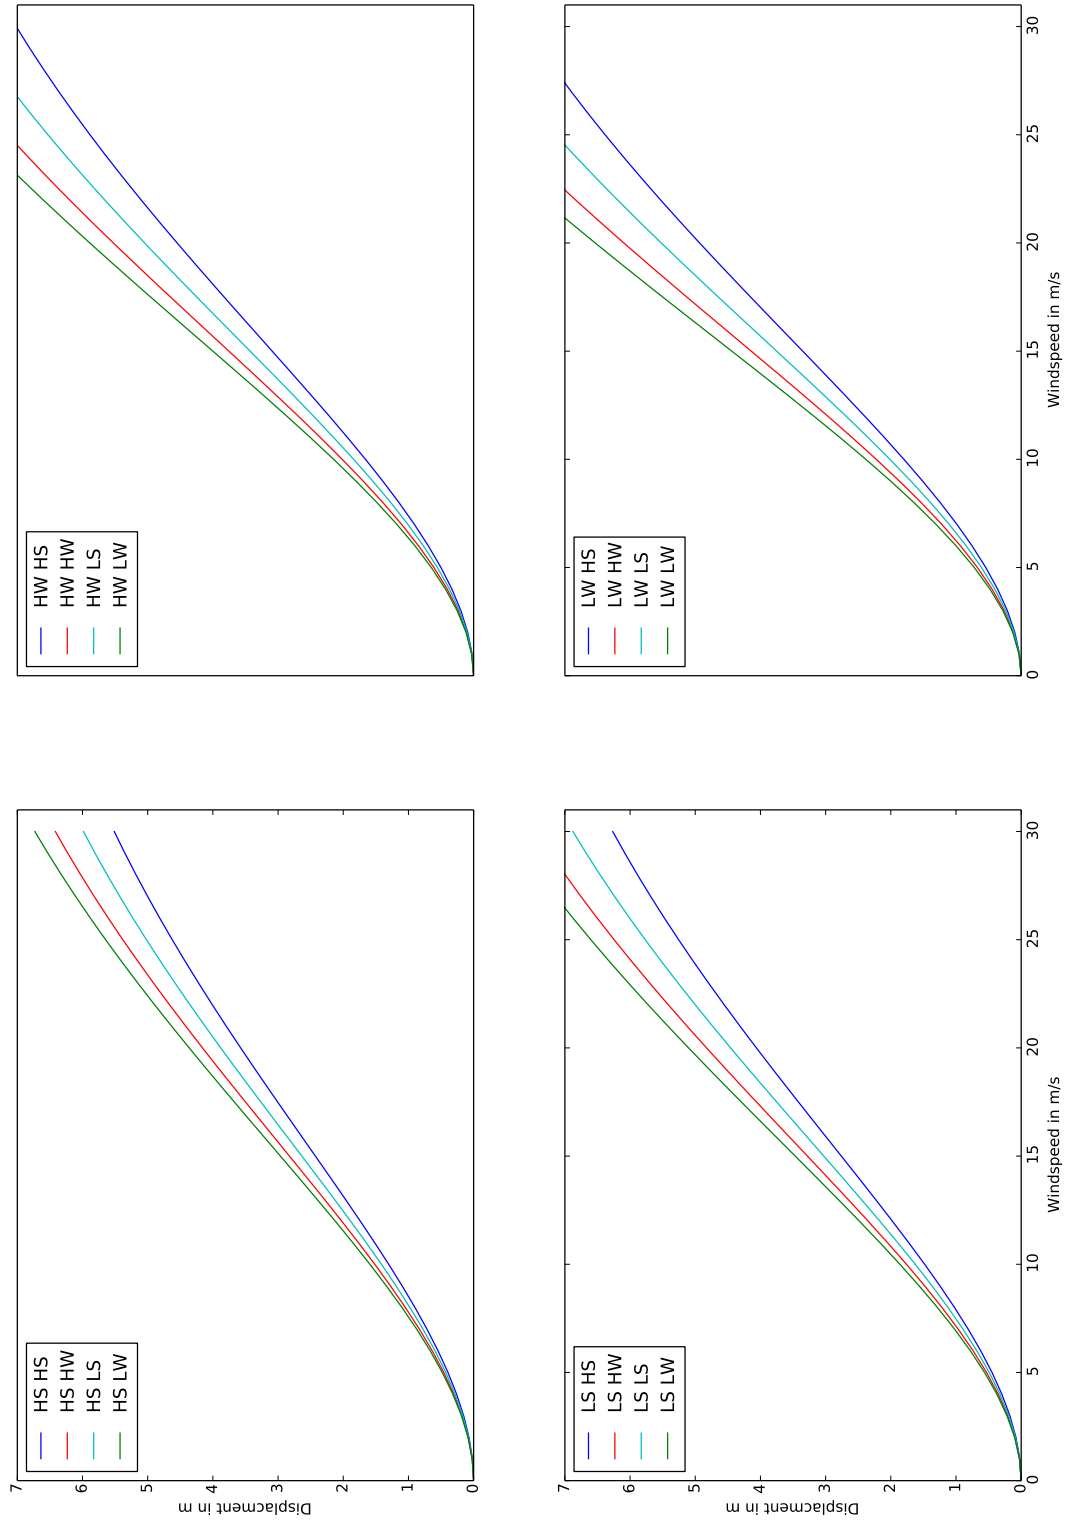 7
6
5
4
3
2
1
0
Displacment in m
HS HS
HS HW
HS LS
HS LW
HW HS
HW HW
HW LS
HW LW
7
6
5
4
3
2
1
0
Displacment in m
LS HS
LS HW
LS LS
LS LW
0
5
10
15
20
25
30
Windspeed in m/s
LW HS
LW HW
LW LS
LW LW
0
5
10
15
20
25
30
Windspeed in m/s